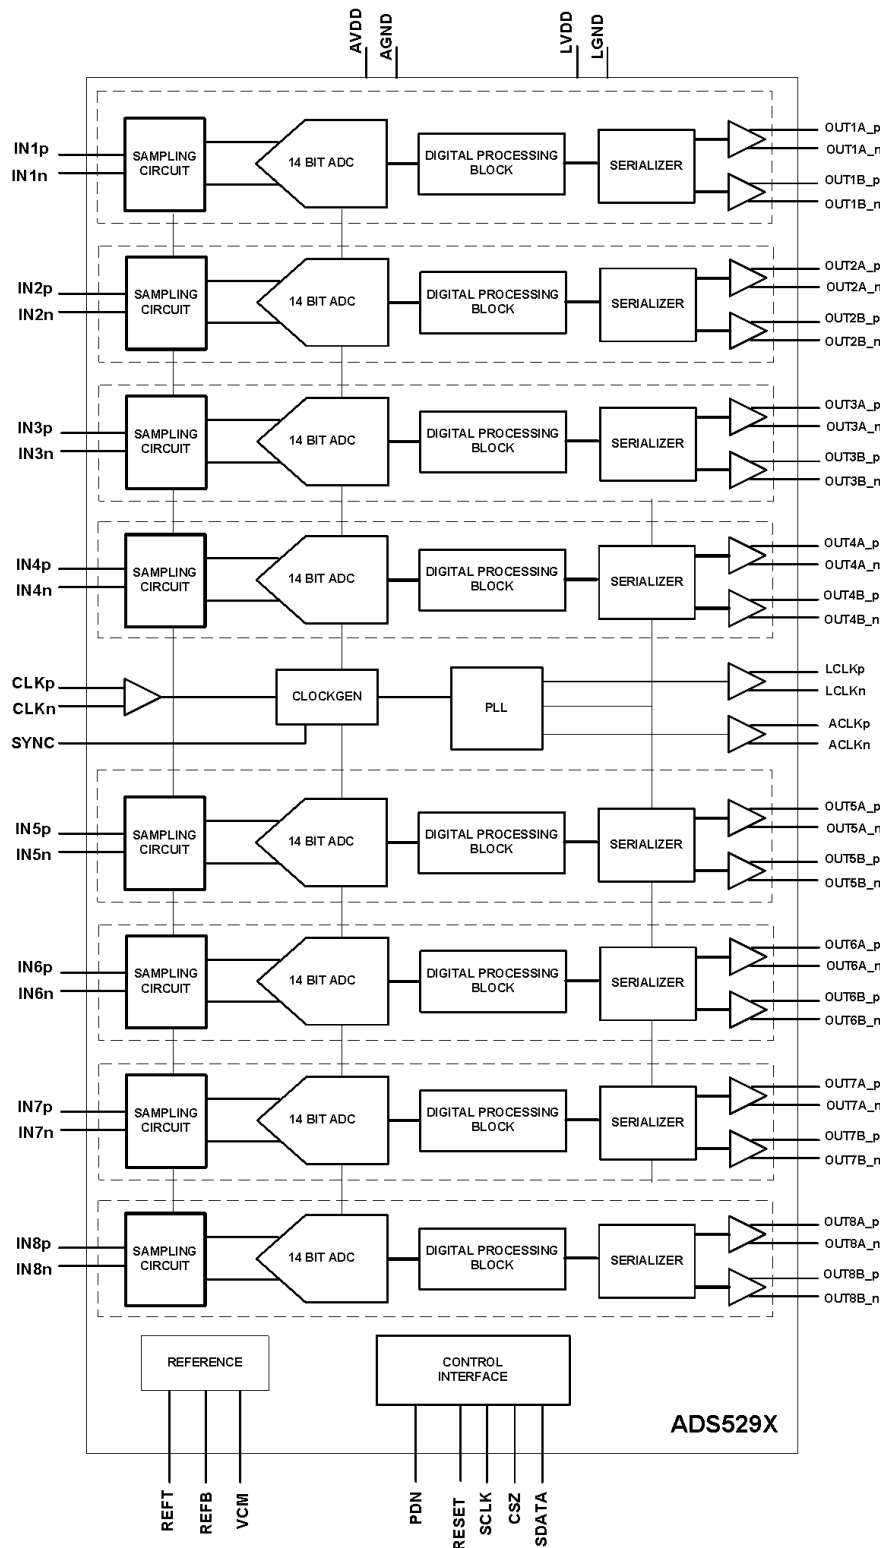 AVDD
AGND
LVDD
LGND
IN1p
IN1n
SAMPLING
CIRCUIT
14 BIT ADC
DIGITAL PROCESSING
BLOCK
SERIALIZER
OUT1A_p
OUT1A_n
OUT1B_p
OUT1B_n
IN2p
IN2n
SAMPLING
CIRCUIT
14 BIT ADC
DIGITAL PROCESSING
BLOCK
SERIALIZER
OUT2A_p
OUT2A_n
OUT2B_p
OUT2B_n
IN3p
IN3n
SAMPLING
CIRCUIT
14 BIT ADC
DIGITAL PROCESSING
BLOCK
SERIALIZER
OUT3A_p
OUT3A_n
OUT3B_p
OUT3B_n
IN4p
IN4n
SAMPLING
CIRCUIT
14 BIT ADC
DIGITAL PROCESSING
BLOCK
SERIALIZER
OUT4A_p
OUT4A_n
OUT4B_p
OUT4B_n
CLKp
CLKn
SYNC
CLOCKGEN
PLL
LCLKp
LCLKn
ACLKp
ACLKn
IN5p
IN5n
SAMPLING
CIRCUIT
14 BIT ADC
DIGITAL PROCESSING
BLOCK
SERIALIZER
OUT5A_p
OUT5A_n
OUT5B_p
OUT5B_n
IN6p
IN6n
SAMPLING
CIRCUIT
14 BIT ADC
DIGITAL PROCESSING
BLOCK
SERIALIZER
OUT6A_p
OUT6A_n
OUT6B_p
OUT6B_n
IN7p
IN7n
SAMPLING
CIRCUIT
14 BIT ADC
DIGITAL PROCESSING
BLOCK
SERIALIZER
OUT7A_p
OUT7A_n
OUT7B_p
OUT7B_n
IN8p
IN8n
SAMPLING
CIRCUIT
14 BIT ADC
DIGITAL PROCESSING
BLOCK
SERIALIZER
OUT8A_p
OUT8A_n
OUT8B_p
OUT8B_n
REFERENCE
CONTROL
INTERFACE
ADS529X
REFT
REFB
VCM
PDN
RESET
SCLK
CSZ
SDATA